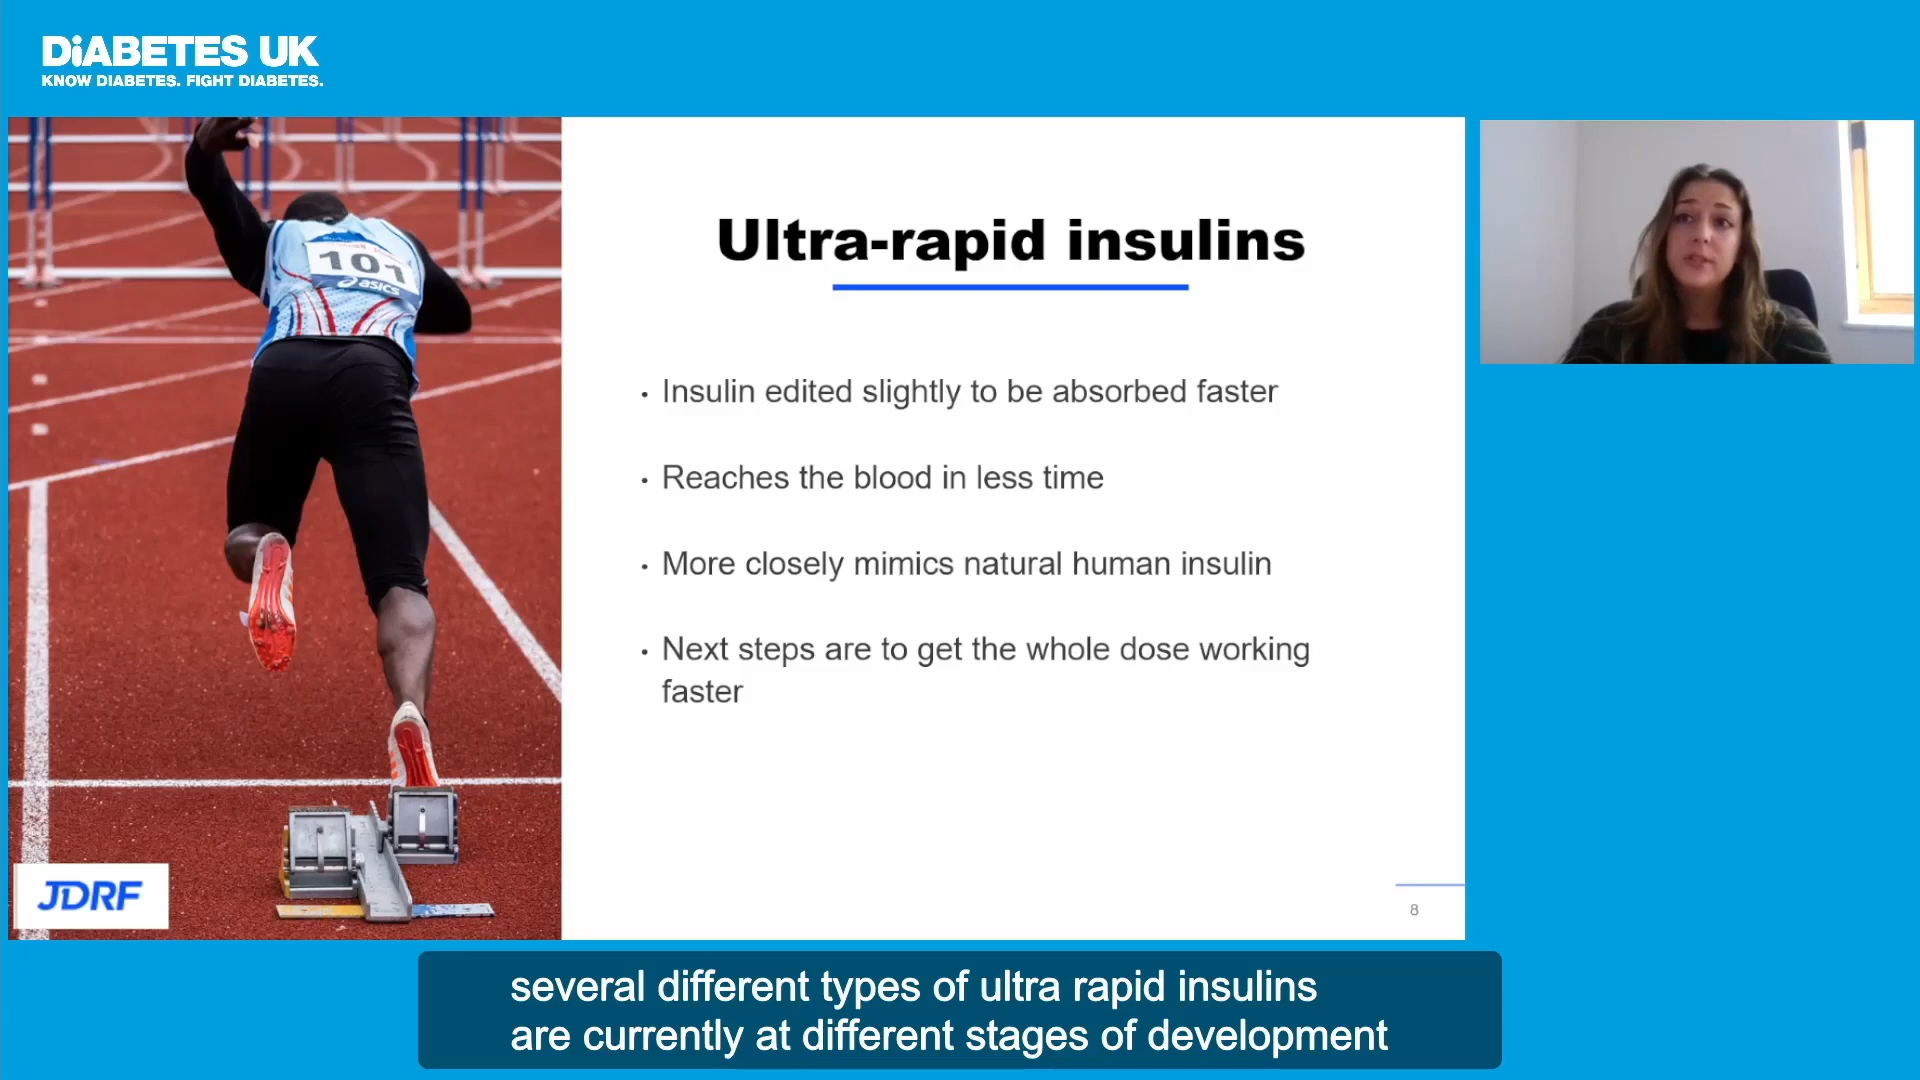 DiABETES UK
KNOW DIABETES. FIGHT DIABETES.
101
asics
JDRF
Ultra-rapid insulins
• Insulin edited slightly to be absorbed faster
• Reaches the blood in less time
• More closely mimics natural human insulin
• Next steps are to get the whole dose working
faster
8
several different types of ultra rapid insulins
are currently at different stages of development